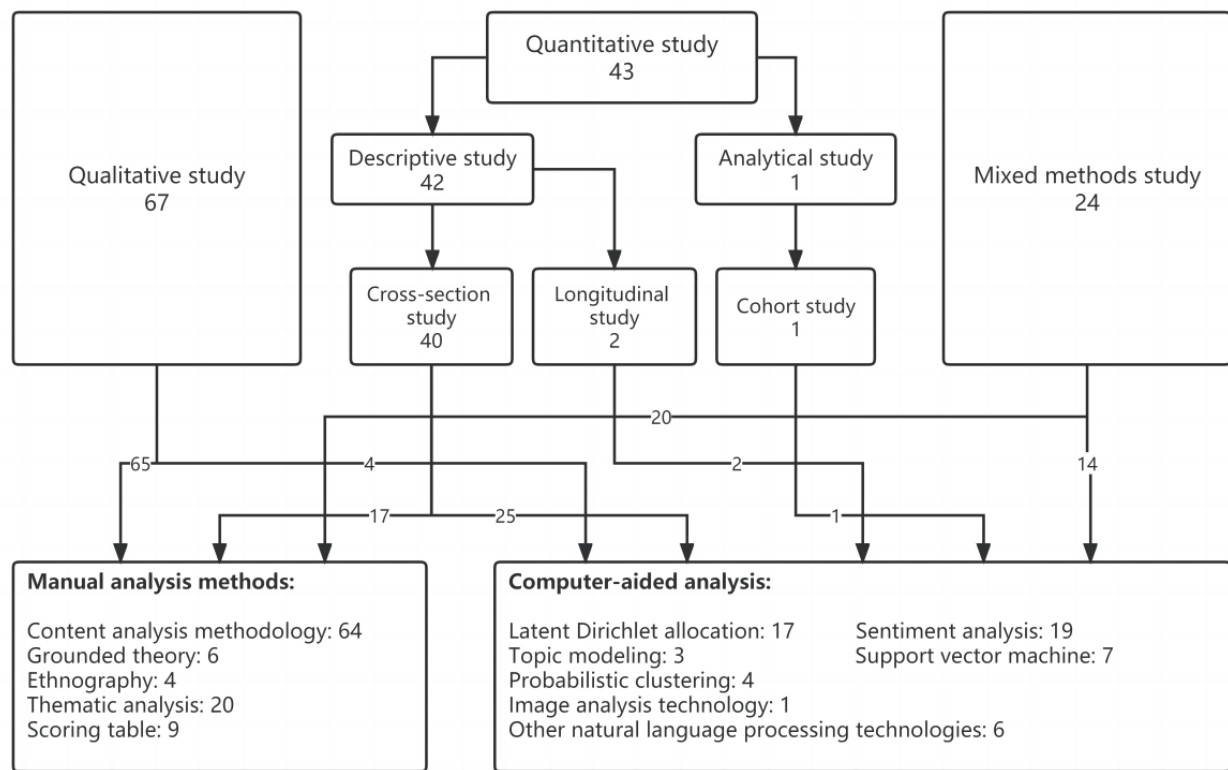 Quantitative study
43
Qualitative study
67
Descriptive study
42
Analytical study
1
Mixed methods study
24
Cross-section
study
40
Longitudinal
study
2
Cohort study
1
20
65
4
2
14
17
25
1
Manual analysis methods:
Content analysis methodology: 64
Grounded theory: 6
Ethnography: 4
Thematic analysis: 20
Scoring table: 9
Computer-aided analysis:
Latent Dirichlet allocation: 17
Topic modeling: 3
Probabilistic clustering: 4
Image analysis technology: 1
Other natural language processing technologies: 6
Sentiment analysis: 19
Support vector machine: 7